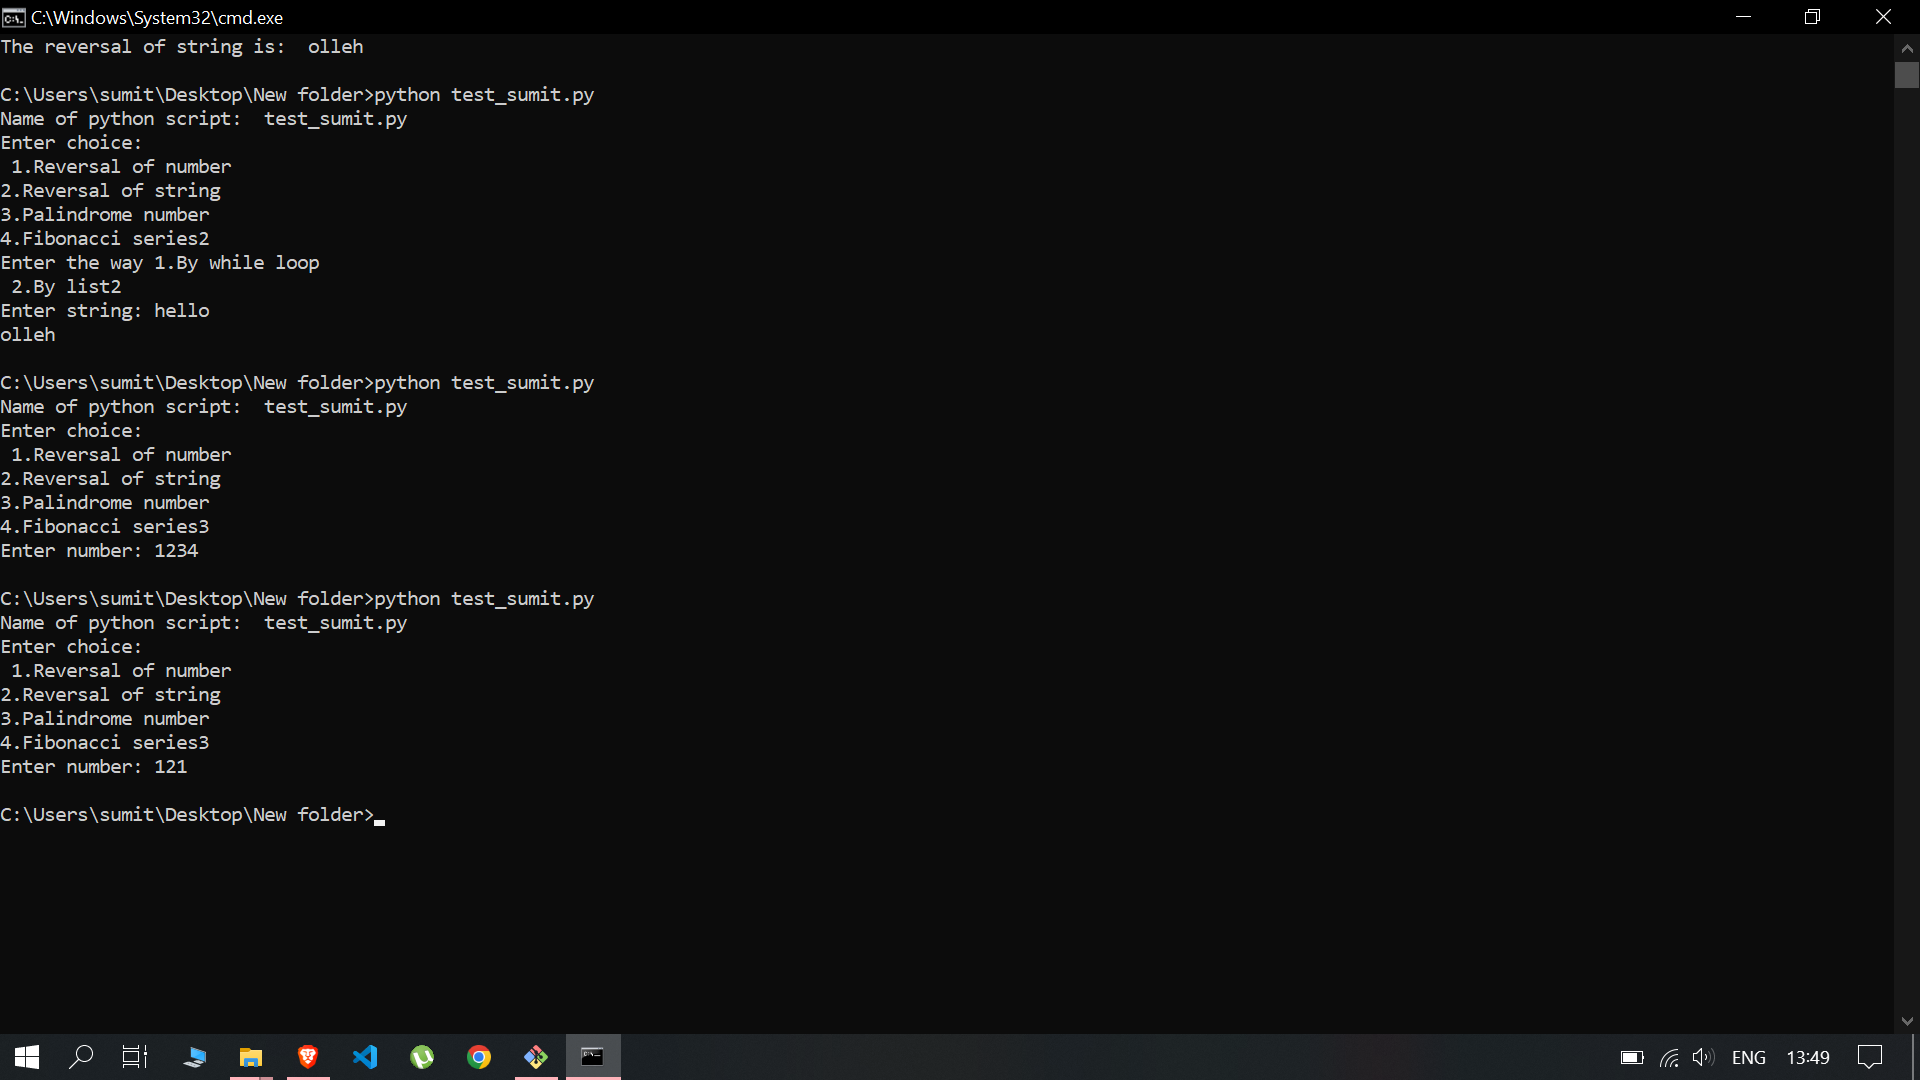 C:\Windows\System32\cmd.exe
The reversal of string is:  olleh
C:\Users\sumit\Desktop\New folder>python test_sumit.py
Name of python script:  test_sumit.py
Enter choice:
 1.Reversal of number
2.Reversal of string
3.Palindrome number
4.Fibonacci series2
Enter the way 1.By while loop
 2.By list2
Enter string: hello
olleh
C:\Users\sumit\Desktop\New folder>python test_sumit.py
Name of python script:  test_sumit.py
Enter choice:
 1.Reversal of number
2.Reversal of string
3.Palindrome number
4.Fibonacci series3
Enter number: 1234
C:\Users\sumit\Desktop\New folder>python test_sumit.py
Name of python script:  test_sumit.py
Enter choice:
 1.Reversal of number
2.Reversal of string
3.Palindrome number
4.Fibonacci series3
Enter number: 121
C:\Users\sumit\Desktop\New folder>
ENG 13:49